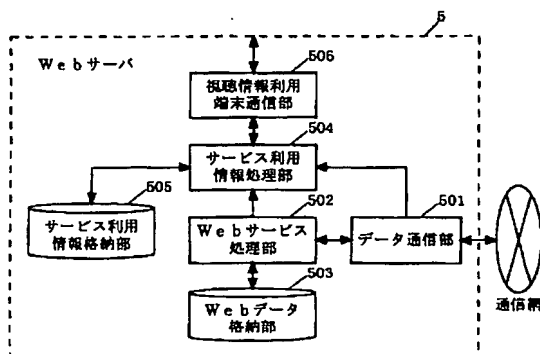 5
Webサーバ
506
視聴情報利用
端末通信部
504
サービス利用
情報処理部
505
サービス利用
情報格納部
502
Webサービス
処理部
501
データ通信部
503
Webデータ
格納部
通信網